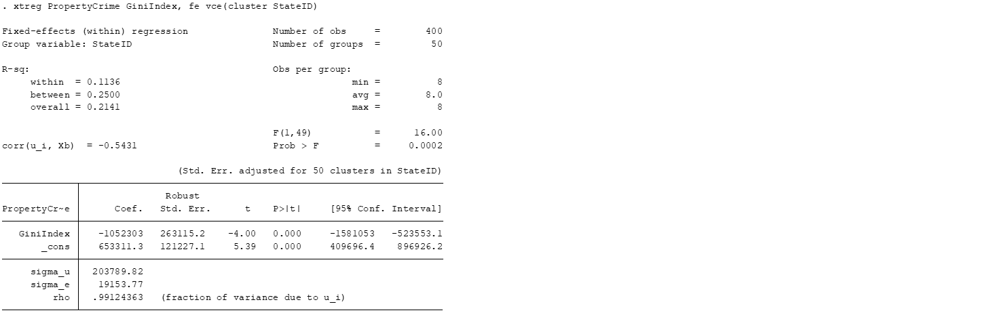 . xtreg PropertyCrime GiniIndex, fe vce(cluster StateID)
Fixed-effects (within) regression Number of obs = 400
Group variable: StateID Number of groups = 50
R-sq: Obs per group:
within = 0.1136 min = 8
between = 0.2500 avg = 8.0
overall = 0.2141 max = 8
F(1,49) = 16.00
corr(u_i, Xb) = -0.5431 Prob > F = 0.0002
(Std. Err. adjusted for 50 clusters in StateID)
Robust
PropertyCr~e Coef. Std. Err. t P>|t| [95% Conf. Interval]
GiniIndex -1052303 263115.2 -4.00 0.000 -1581053 -523553.1
_cons 653311.3 121227.1 5.39 0.000 409696.4 896926.2
sigma_u 203789.82
sigma_e 19153.77
rho .99124363 (fraction of variance due to u_i)